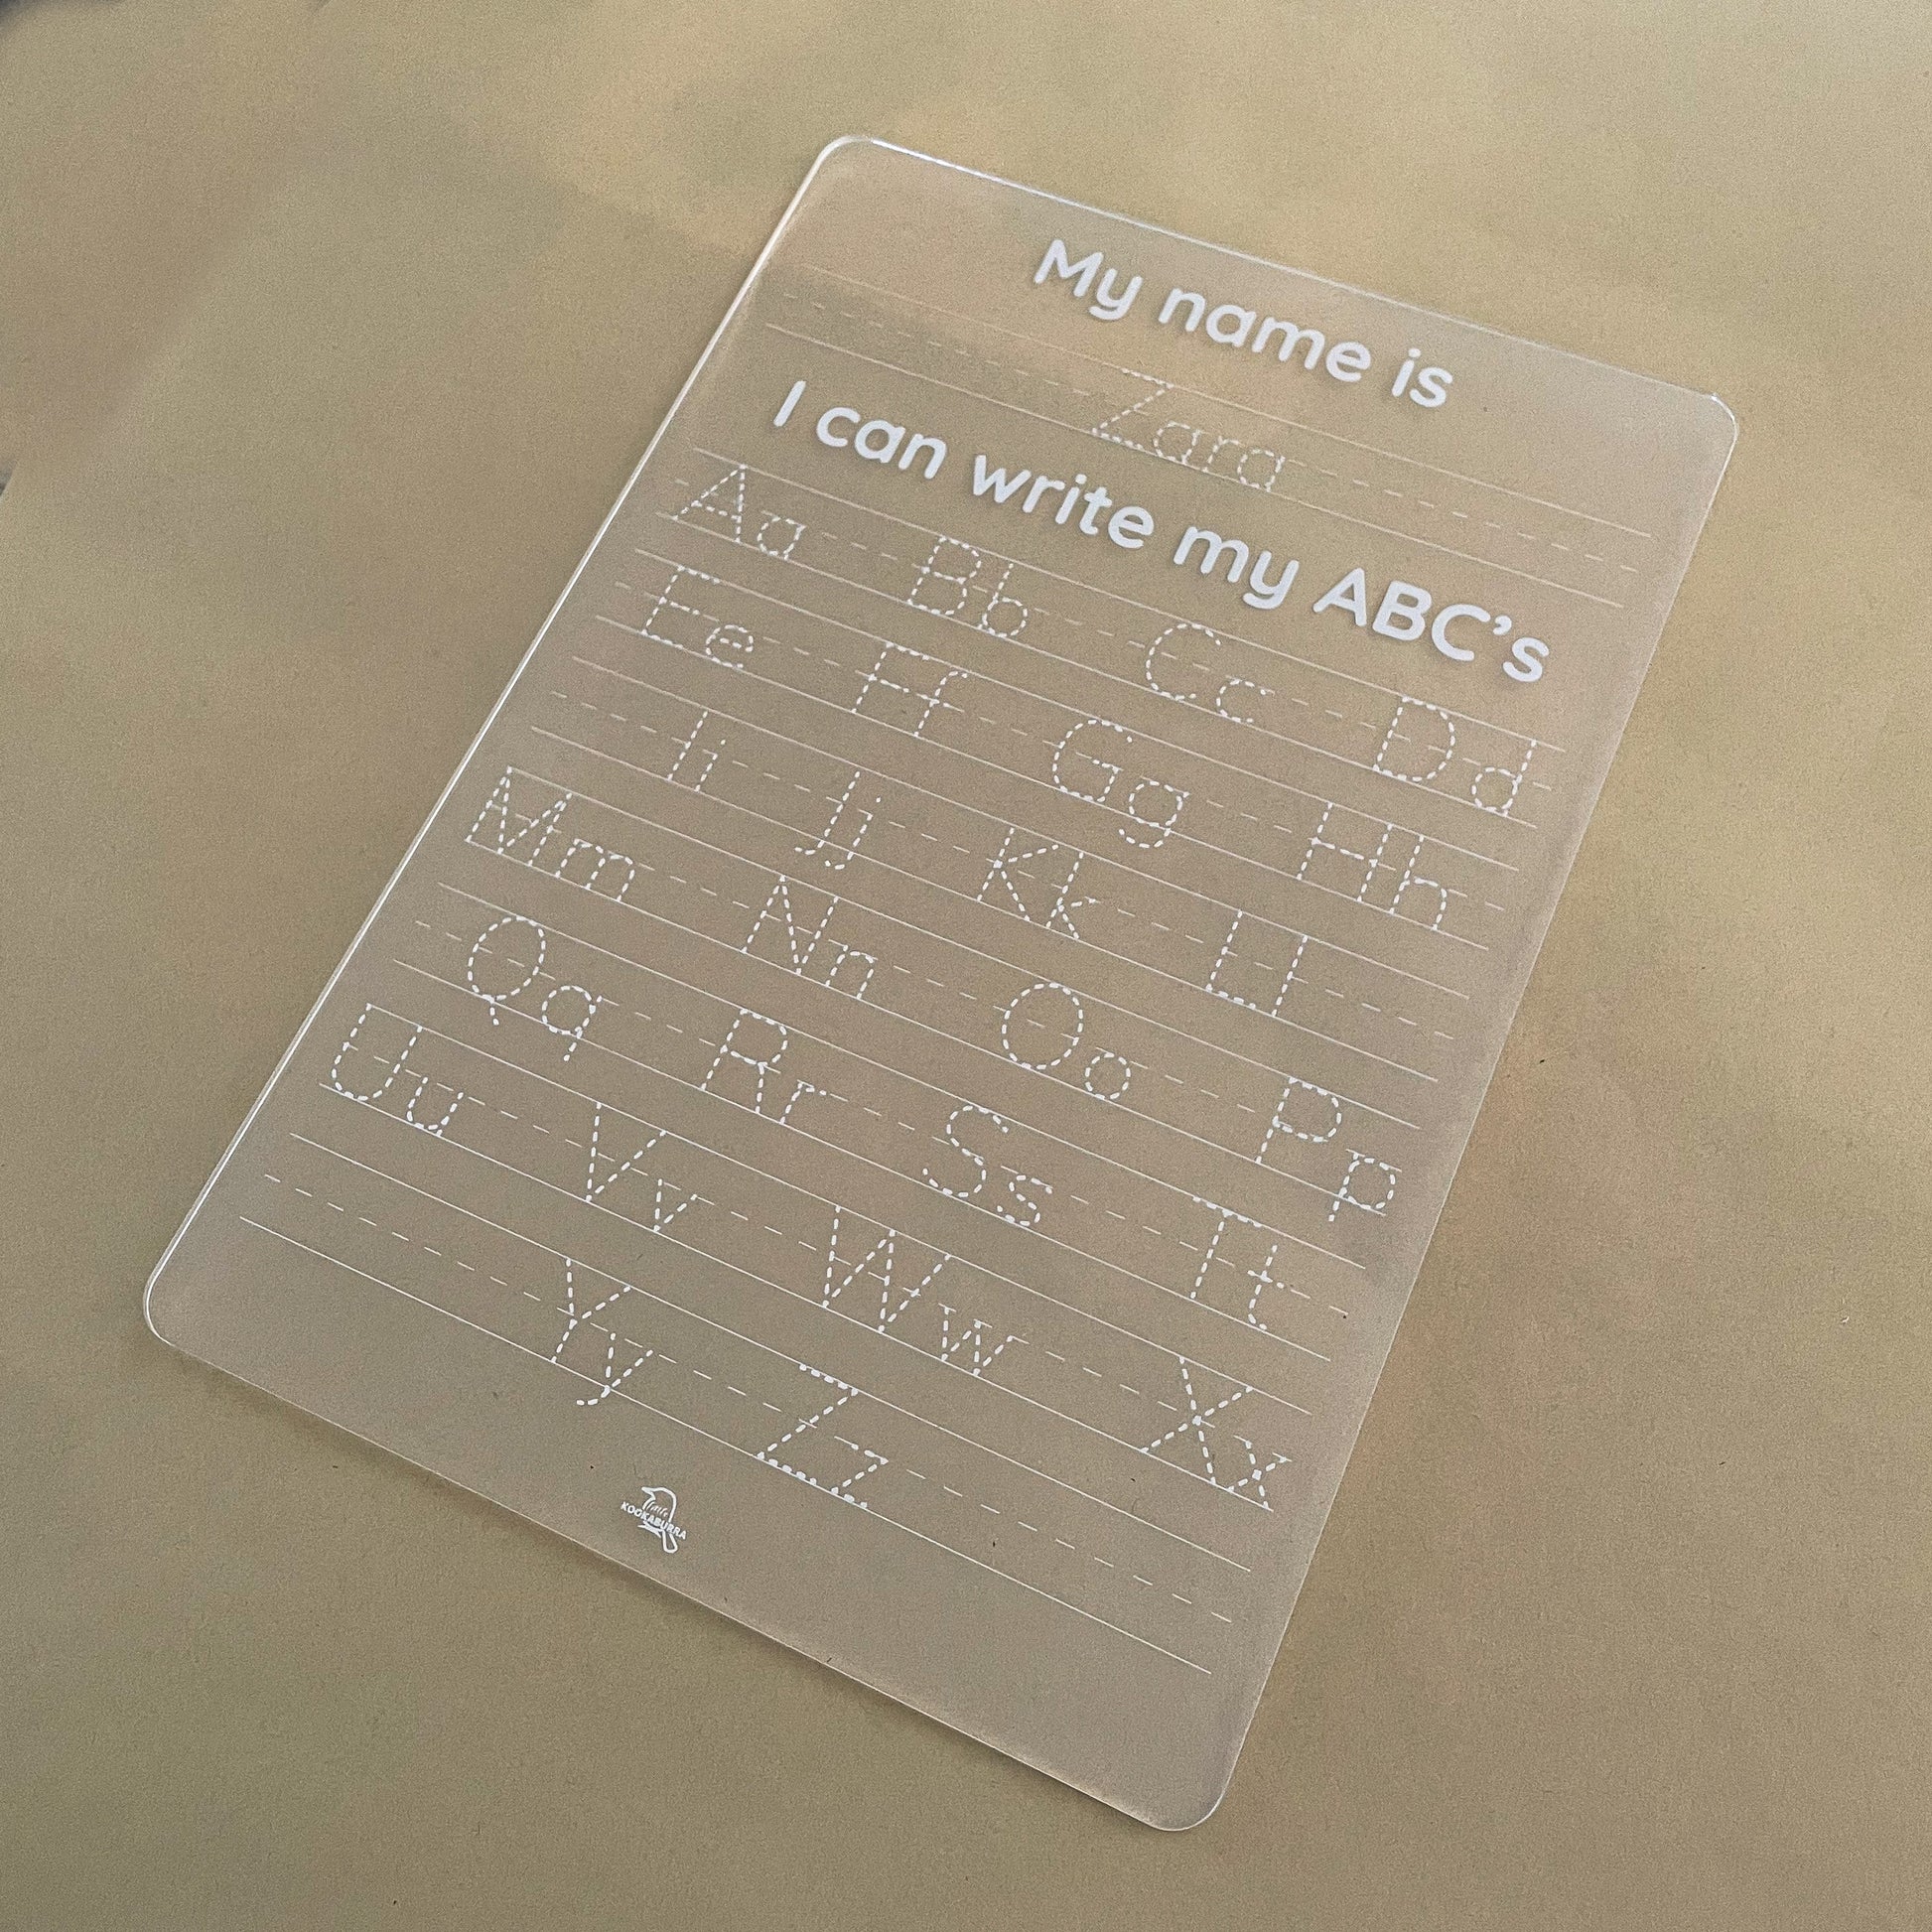 My name is
Zara
I can write my ABC's
Aa Bb Cc Dd
Ee Ff Gg Hh
Ii Jj Kk Ll
Mm Nn Oo Pp
Qq Rr Ss Tt
Uu Vv Ww Xx
Yy Zz
little
KOOKABURRA